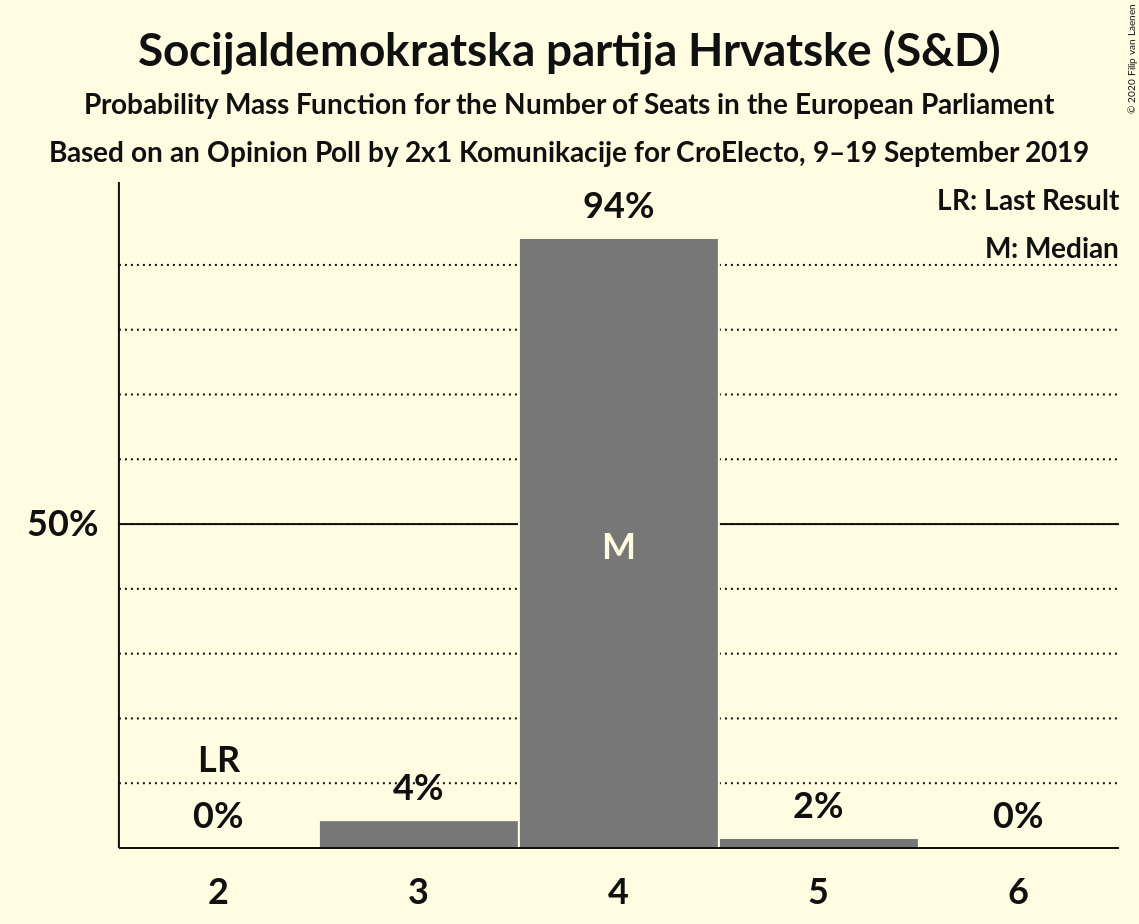 Socijaldemokratska partija Hrvatske (S&D)
Probability Mass Function for the Number of Seats in the European Parliament
Based on an Opinion Poll by 2x1 Komunikacije for CroElecto, 9–19 September 2019
© 2020 Filip van Laenen
LR: Last Result
M: Median
94%
50%
M
LR
0%
4%
2%
0%
2
3
4
5
6